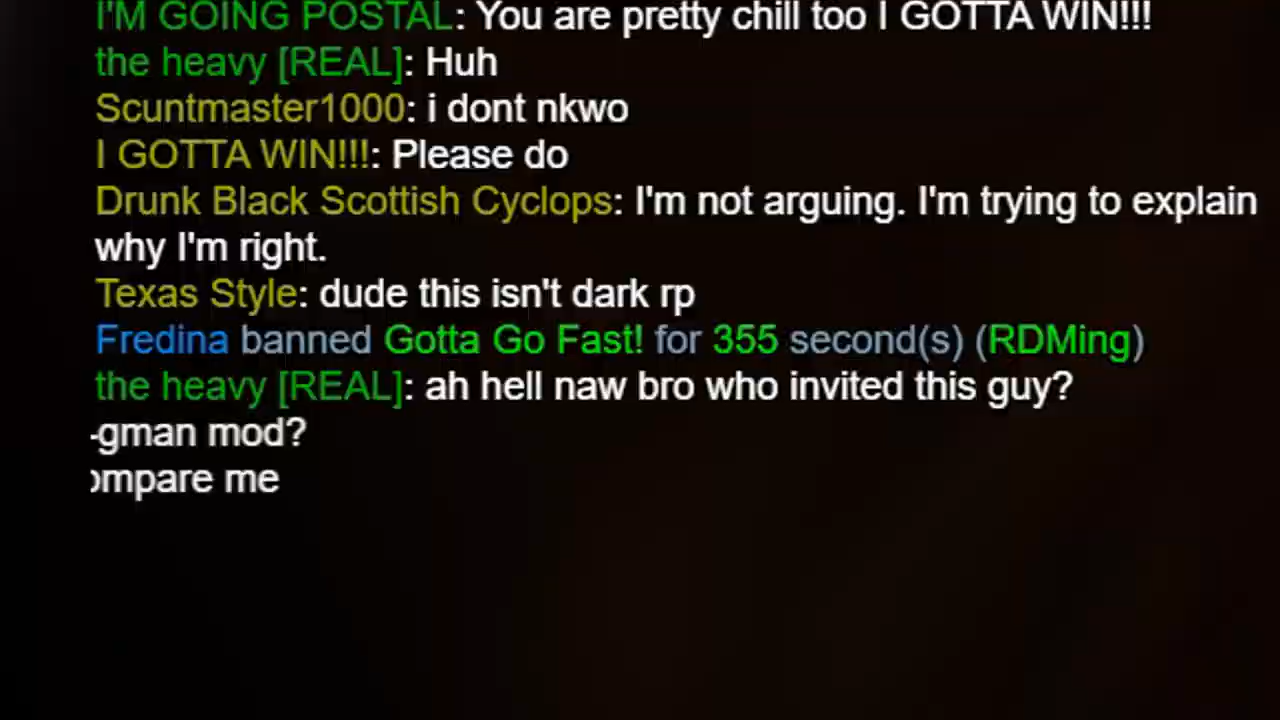 I'M GOING POSTAL: You are pretty chill too I GOTTA WIN!!!
the heavy [REAL]: Huh
Scuntmaster1000: i dont nkwo
I GOTTA WIN!!!: Please do
Drunk Black Scottish Cyclops: I'm not arguing. I'm trying to explain
why I'm right.
Texas Style: dude this isn't dark rp
Fredina banned Gotta Go Fast! for 355 second(s) (RDMing)
the heavy [REAL]: ah hell naw bro who invited this guy?
-gman mod?
ompare me